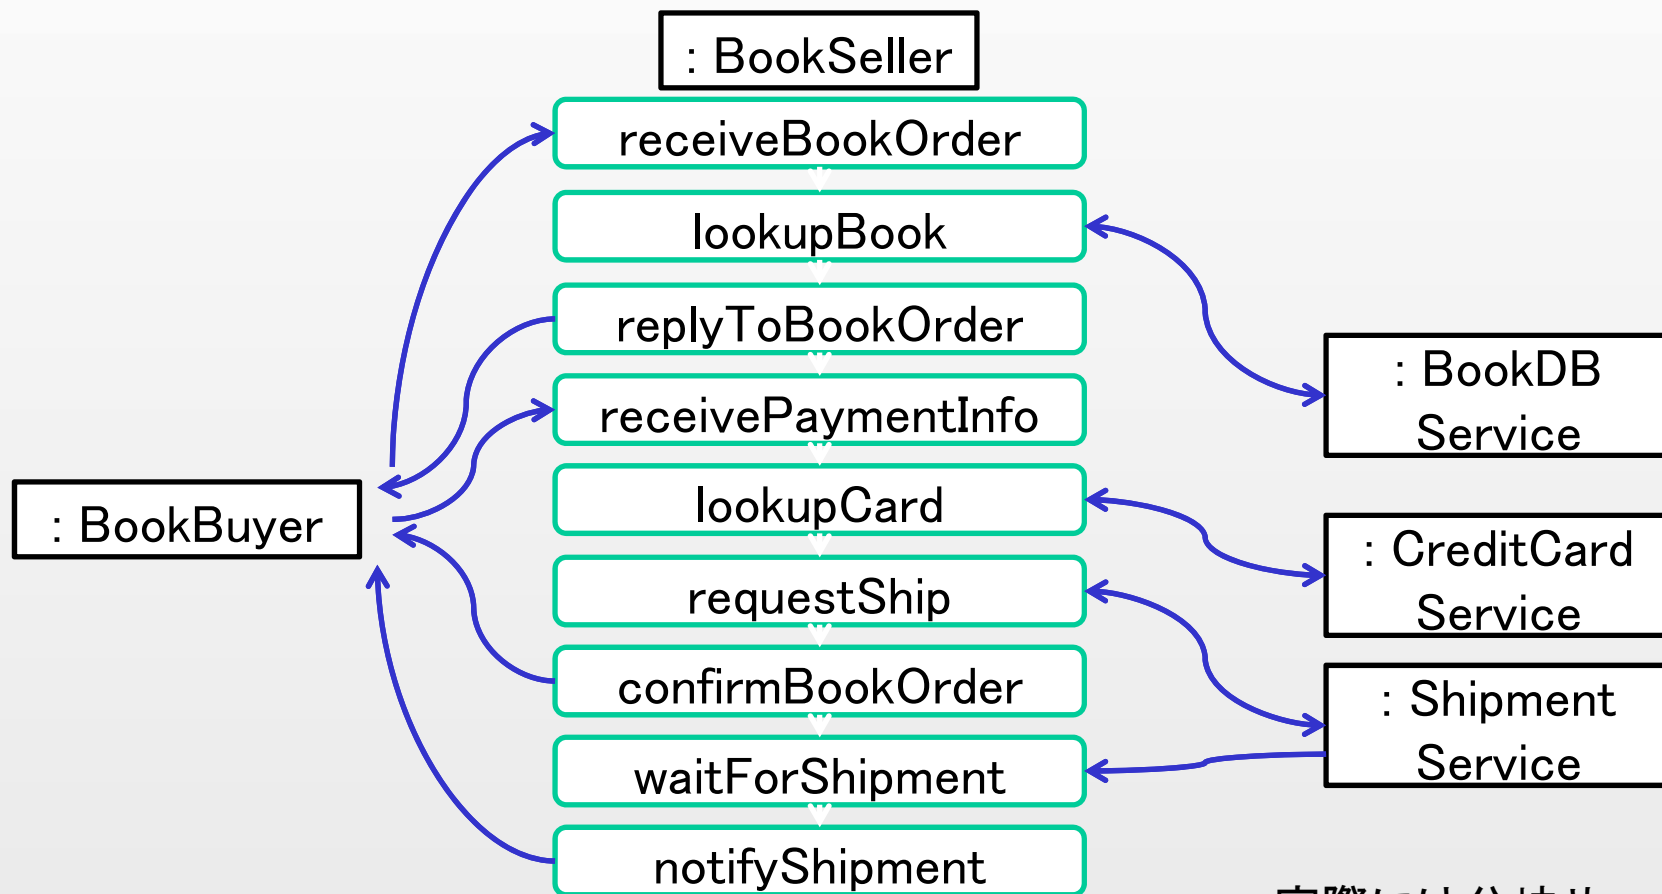 : BookSeller
receiveBookOrder
lookupBook
replyToBookOrder
receivePaymentInfo
lookupCard
requestShip
confirmBookOrder
waitForShipment
notifyShipment
: BookBuyer
: BookDB
Service
: CreditCard
Service
: Shipment
Service